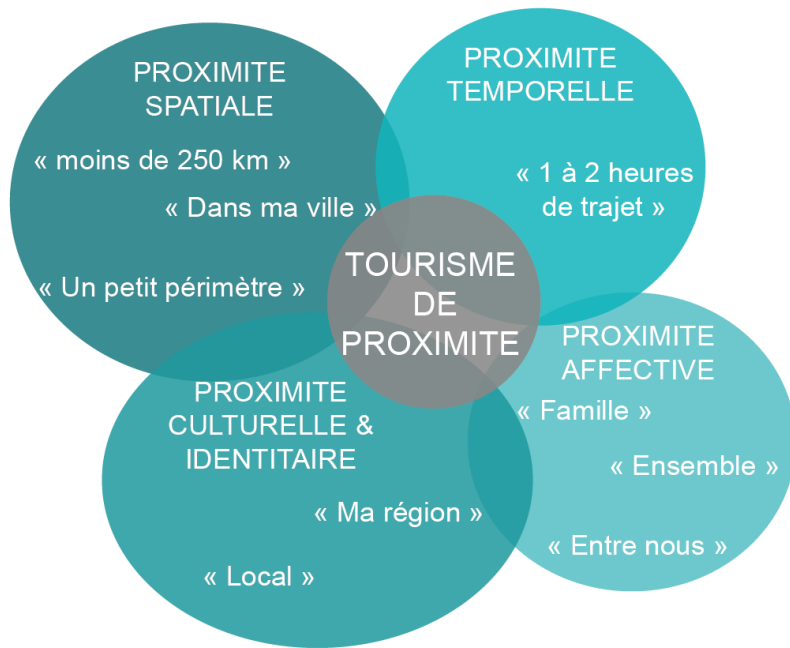 PROXIMITE
SPATIALE
« moins de 250 km »
« Dans ma ville »
« Un petit périmètre »
PROXIMITE
TEMPORELLE
« 1 à 2 heures
de trajet »
TOURISME
DE
PROXIMITE
PROXIMITE
CULTURELLE &
IDENTITAIRE
« Ma région »
« Local »
PROXIMITE
AFFECTIVE
« Famille »
« Ensemble »
« Entre nous »